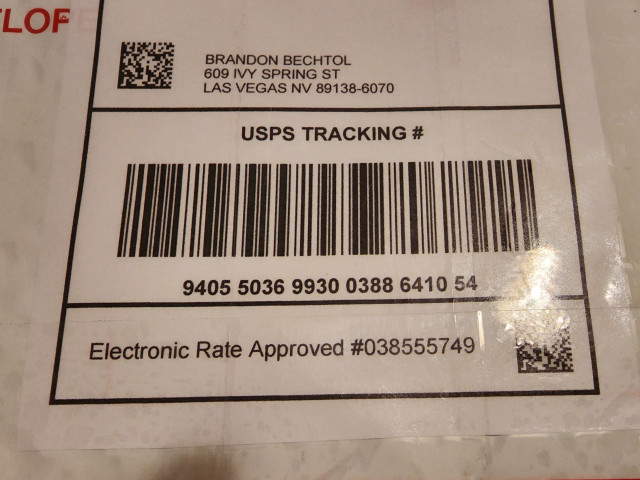 BRANDON BECHTOL
609 IVY SPRING ST
LAS VEGAS NV 89138-6070
USPS TRACKING #
9405 5036 9930 0388 6410 54
Electronic Rate Approved #038555749